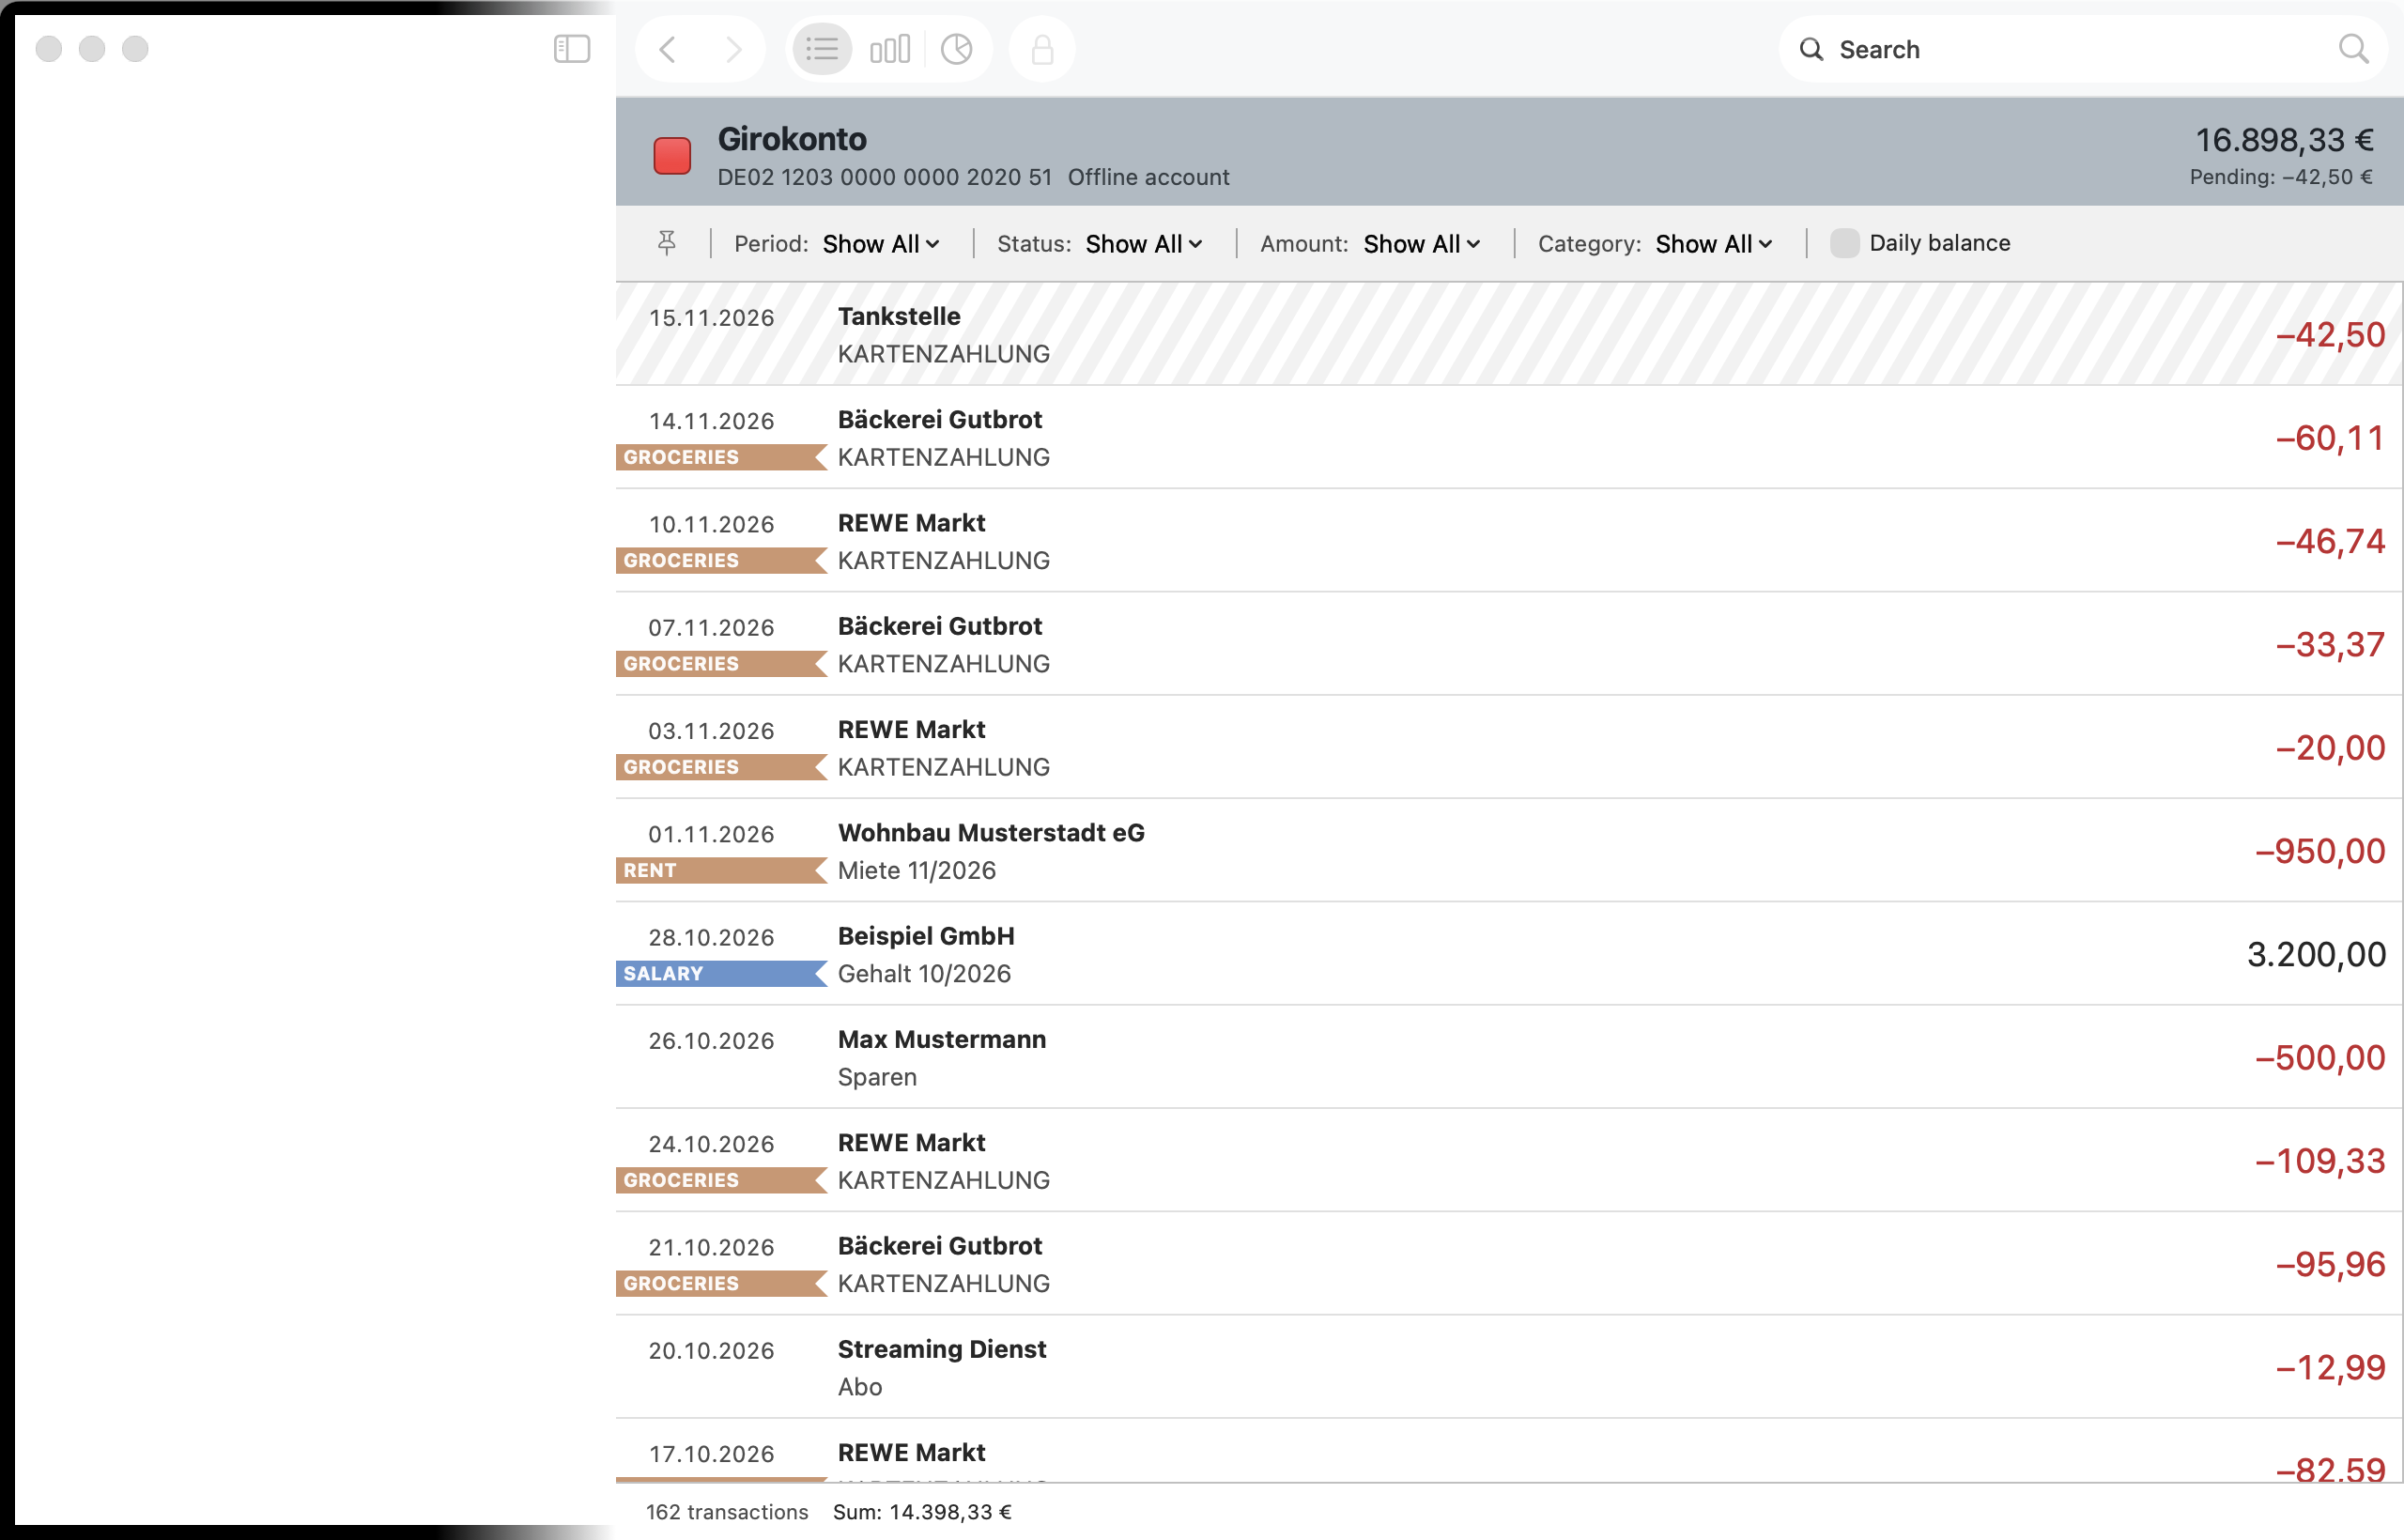 Search
Girokonto
16.898,33 €
DE02 1203 0000 0000 2020 51 Offline account
Pending: –42,50 €
Period: Show All
Status: Show All
Amount: Show All
Category: Show All
Daily balance
15.11.2026 Tankstelle
KARTENZAHLUNG
–42,50
14.11.2026 Bäckerei Gutbrot
GROCERIES KARTENZAHLUNG
–60,11
10.11.2026 REWE Markt
GROCERIES KARTENZAHLUNG
–46,74
07.11.2026 Bäckerei Gutbrot
GROCERIES KARTENZAHLUNG
–33,37
03.11.2026 REWE Markt
GROCERIES KARTENZAHLUNG
–20,00
01.11.2026 Wohnbau Musterstadt eG
RENT Miete 11/2026
–950,00
28.10.2026 Beispiel GmbH
SALARY Gehalt 10/2026
3.200,00
26.10.2026 Max Mustermann
Sparen
–500,00
24.10.2026 REWE Markt
GROCERIES KARTENZAHLUNG
–109,33
21.10.2026 Bäckerei Gutbrot
GROCERIES KARTENZAHLUNG
–95,96
20.10.2026 Streaming Dienst
Abo
–12,99
17.10.2026 REWE Markt
–82,59
162 transactions Sum: 14.398,33 €